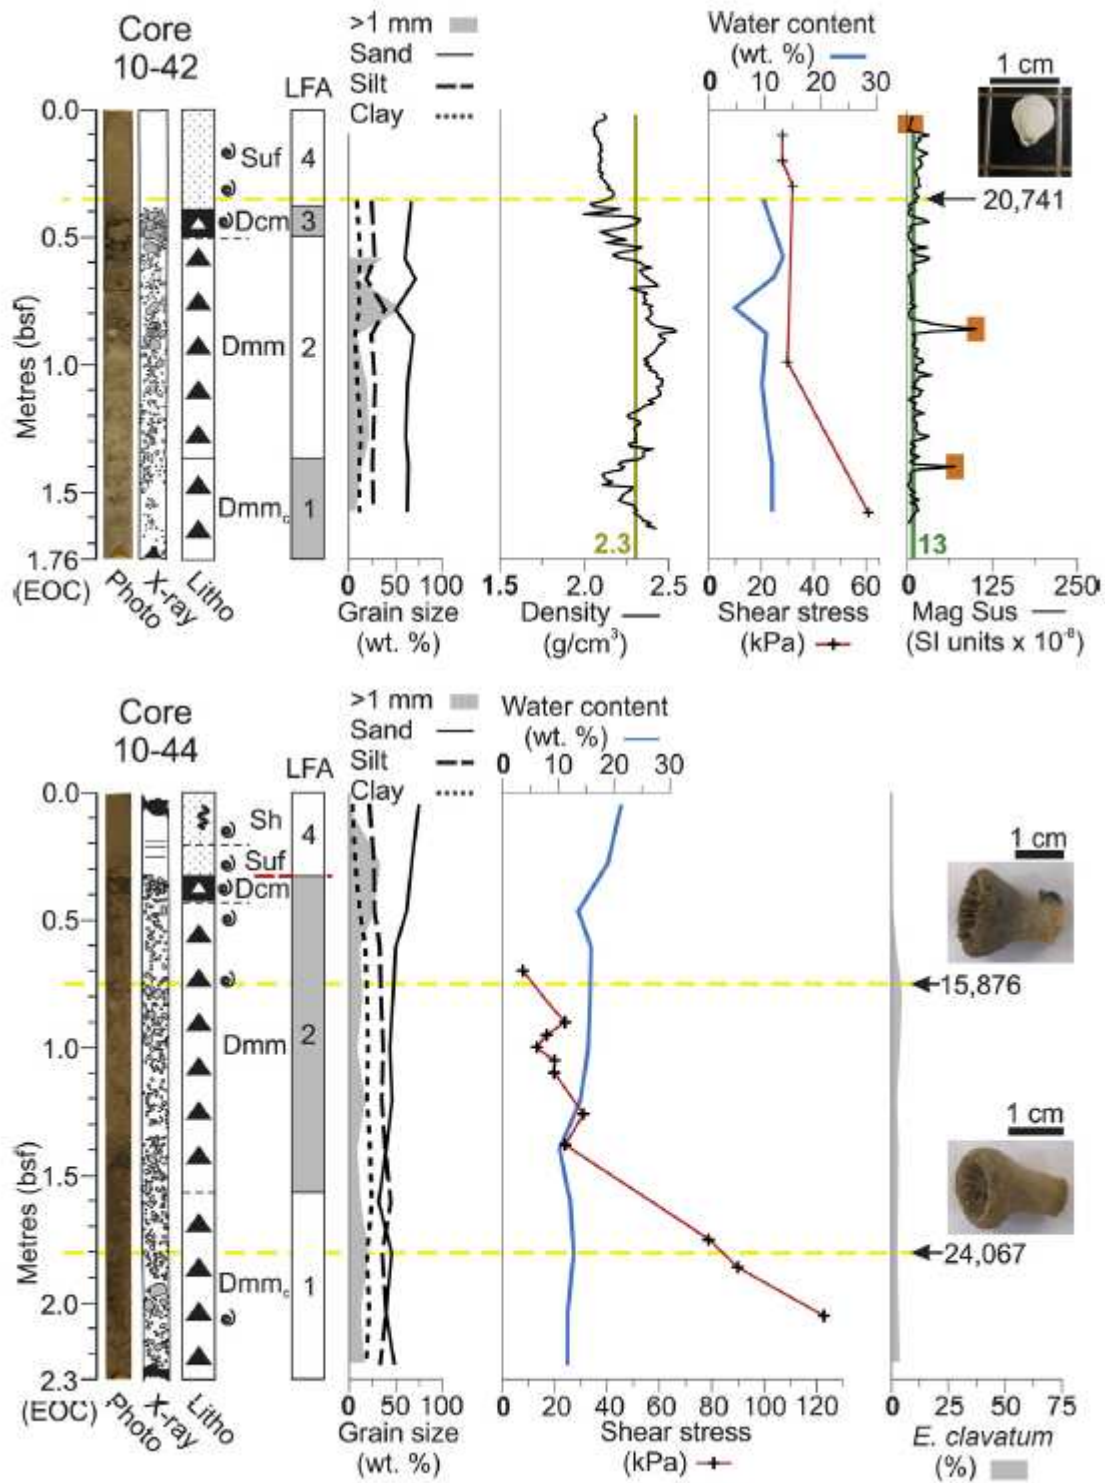 Core
10-42
>1 mm
Sand
Silt
Clay
LFA
Water content
(wt. %)
0 10 20 30
1 cm
0.0
0.5
1.0
1.5
1.76
(EOC)
Metres (bsf)
Suf
Dcm
Dmm
Dmmc
4
3
2
1
20,741
2.3
13
Photo
X-ray
Litho
0 50 100
Grain size
(wt. %)
1.5 2.0 2.5
Density
(g/cm³)
0 20 40 60
Shear stress
(kPa)
0 125 250
Mag Sus
(SI units x 10⁻⁸)
Core
10-44
>1 mm
Sand
Silt
Clay
LFA
Water content
(wt. %)
0 10 20 30
0.0
0.5
1.0
1.5
2.0
2.3
(EOC)
Metres (bsf)
Sh
Suf
Dcm
Dmm
Dmmc
4
2
1
1 cm
15,876
1 cm
24,067
Photo
X-ray
Litho
0 50 100
Grain size
(wt. %)
0 20 40 60 80 100 120
Shear stress
(kPa)
0 25 50 75
E. clavatum
(%)